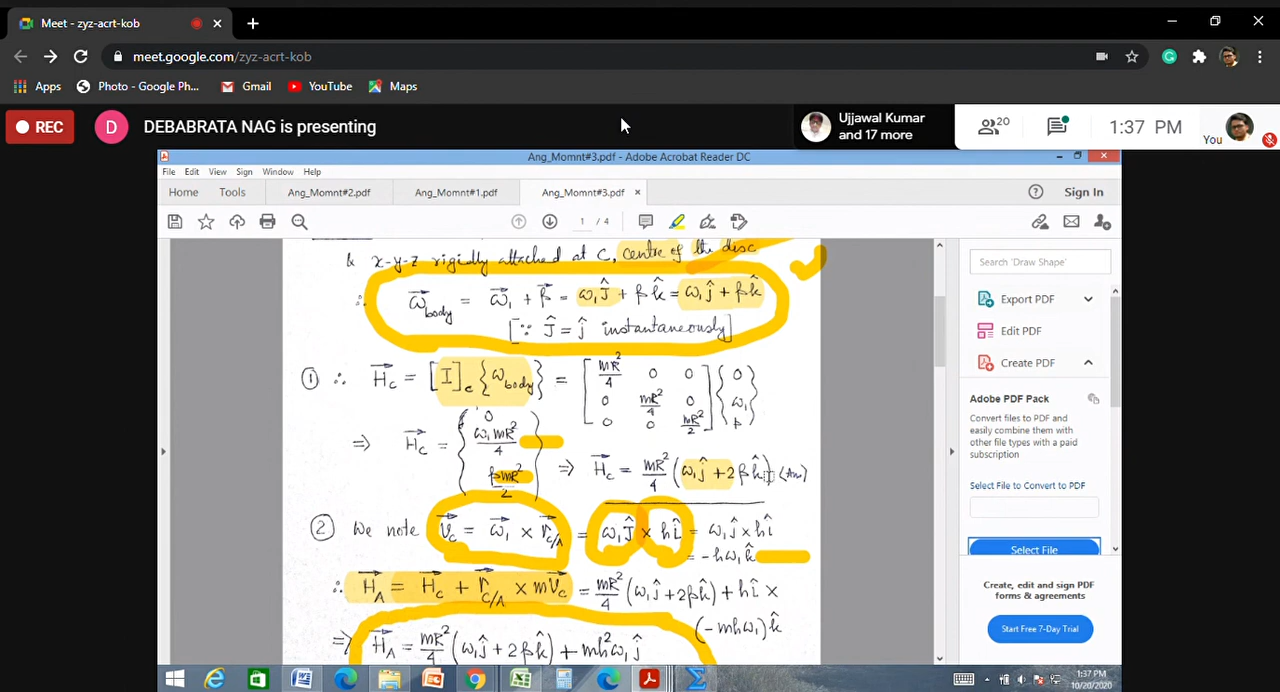 Meet - zyz-acrt-kob
meet.google.com/zyz-acrt-kob
Apps Photo - Google Ph... Gmail YouTube Maps
REC D DEBABRATA NAG is presenting
Ujjawal Kumar
and 17 more
20
1:37 PM
You
Ang_Momnt#3.pdf - Adobe Acrobat Reader DC
File Edit View Sign Window Help
Home Tools Ang_Momnt#2.pdf Ang_Momnt#1.pdf Ang_Momnt#3.pdf × Sign In
1 / 4
& x-y-z rigidly attached at C, centre of the disc
∴ ω⃗body = ω⃗₁ + β⃗ = ω₁Ĵ + βk̂ = ω₁ĵ + βk̂
[∵ Ĵ = ĵ instantaneously]
① ∴ H⃗c = [I]c {ωbody} = [mR²/4 0 0; 0 mR²/4 0; 0 0 mR²/2] {0; ω₁; β}
⇒ H⃗c = {0; ω₁mR²/4; βmR²/2} ⇒ H⃗c = mR²/4 (ω₁ĵ + 2βk̂) (Ans)
② We note V⃗c = ω⃗₁ × r⃗c/A = ω₁Ĵ × hî = ω₁ĵ × hî
= -hω₁k̂
∴ H⃗A = H⃗c + r⃗c/A × mV⃗c = mR²/4 (ω₁ĵ + 2βk̂) + hî ×
(-mhω₁)k̂
⇒ H⃗A = mR²/4 (ω₁ĵ + 2βk̂) + mh²ω₁ĵ
Search 'Draw Shape'
Export PDF
Edit PDF
Create PDF
Adobe PDF Pack
Convert files to PDF and
easily combine them with
other file types with a paid
subscription
Select File to Convert to PDF
Select File
Create, edit and sign PDF
forms & agreements
Start Free 7-Day Trial
1:37 PM
10/20/2020